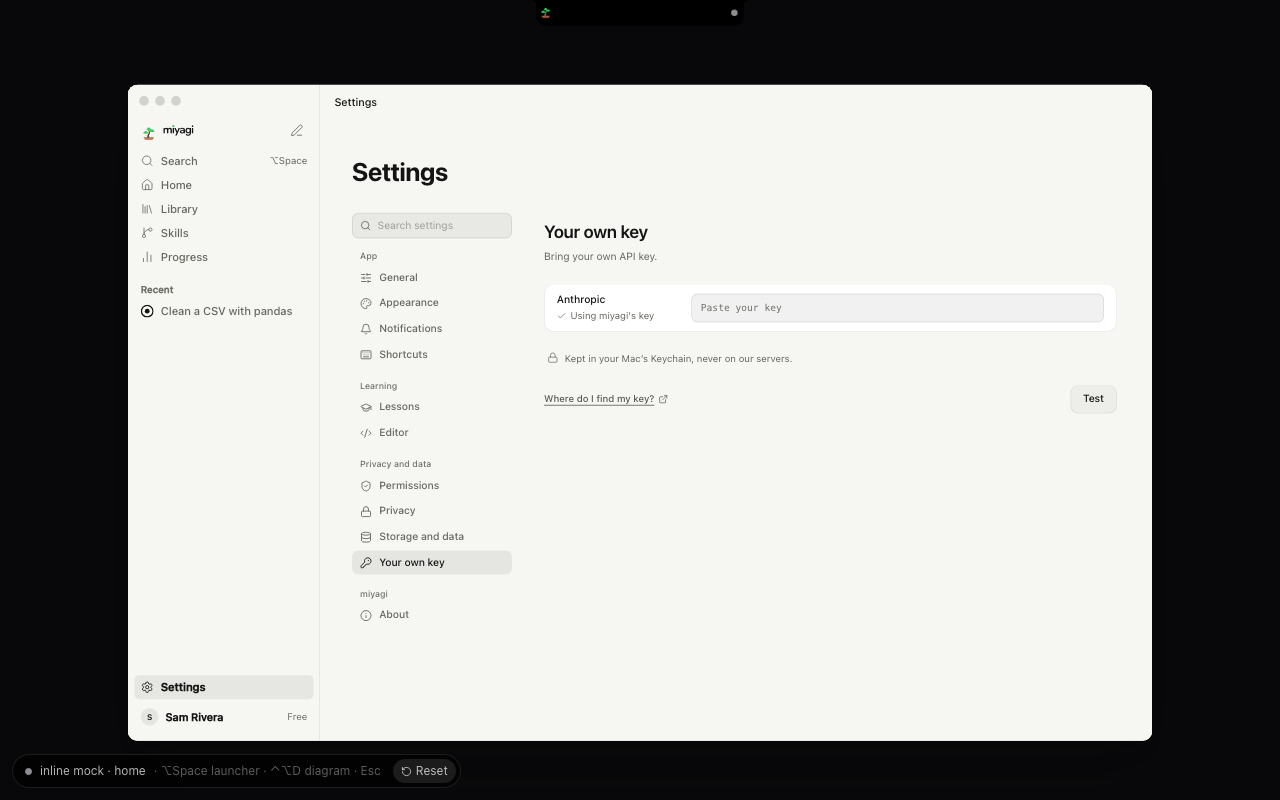 Settings
miyagi
Search ⌥Space
Home
Library
Skills
Progress
Recent
Clean a CSV with pandas
Settings
S Sam Rivera Free
Settings
Search settings
App
General
Appearance
Notifications
Shortcuts
Learning
Lessons
Editor
Privacy and data
Permissions
Privacy
Storage and data
Your own key
miyagi
About
Your own key
Bring your own API key.
Anthropic
Using miyagi's key
Paste your key
Kept in your Mac's Keychain, never on our servers.
Where do I find my key?
Test
inline mock · home · ⌥Space launcher · ^⌥D diagram · Esc Reset